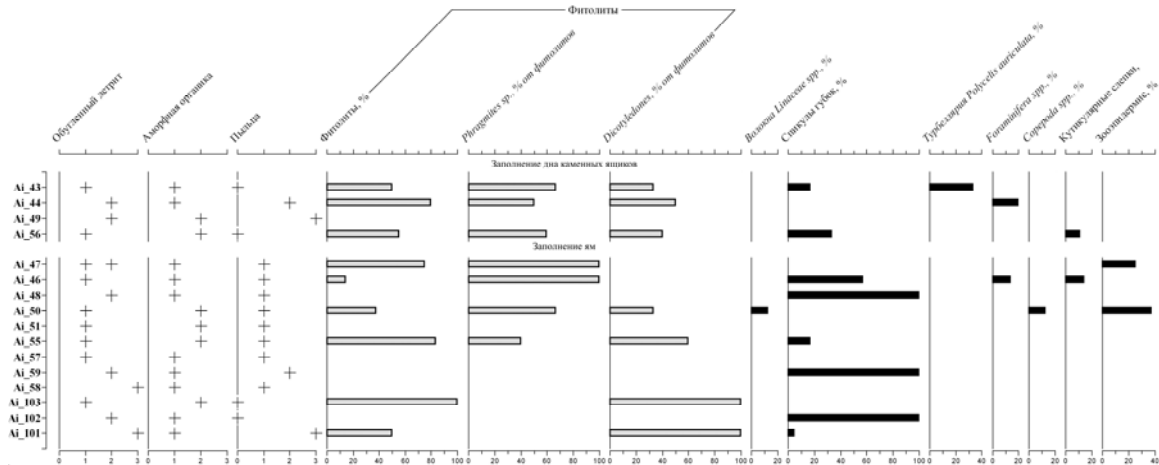 Фитолиты
Обугленный детрит
Аморфная органика
Пыльца
Фитолиты, %
Phragmites sp., % от фитолитов
Dicotyledones, % от фитолитов
Волокна Linaceae spp., %
Спикулы губок, %
Турбеллярия Polycelis auriculata, %
Foraminifera spp., %
Copepoda spp., %
Кутикулярные слепки,
Зооэпидермис, %
Заполнение дна каменных ящиков
Ai_43
Ai_44
Ai_49
Ai_56
Заполнение ям
Ai_47
Ai_46
Ai_48
Ai_50
Ai_51
Ai_55
Ai_57
Ai_59
Ai_58
Ai_103
Ai_102
Ai_101
0 1 2 3 0 1 2 3 0 1 2 3 0 20 40 60 80 100 0 20 40 60 80 100 0 20 40 60 80 100 0 20 0 20 40 60 80 100 0 20 40 0 20 0 20 0 20 0 20 40